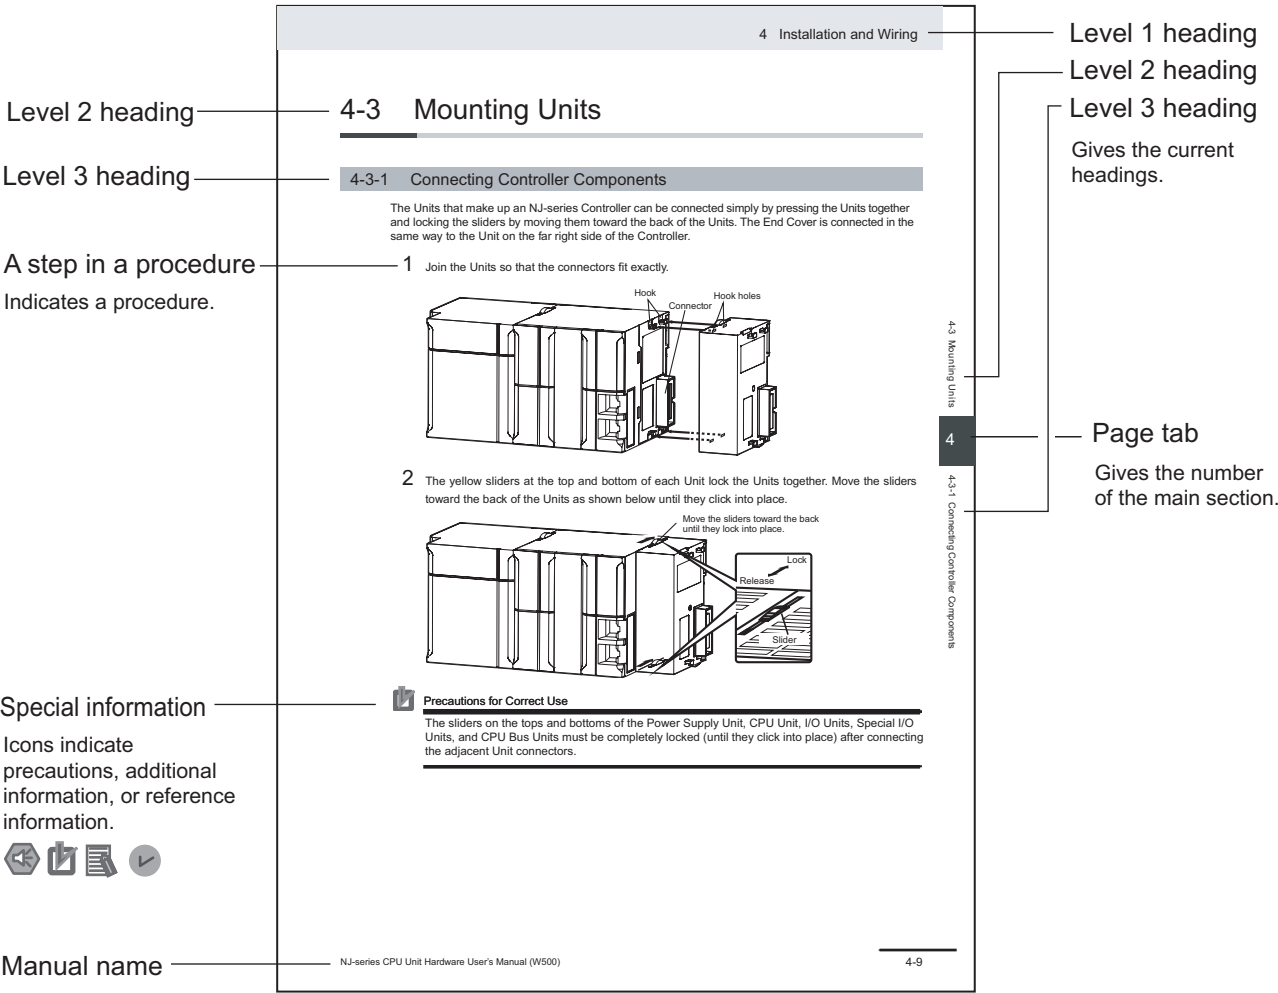 4 Installation and Wiring
Level 1 heading
Level 2 heading
Level 3 heading
Gives the current
headings.
Level 2 heading
4-3 Mounting Units
Level 3 heading
4-3-1 Connecting Controller Components
The Units that make up an NJ-series Controller can be connected simply by pressing the Units together
and locking the sliders by moving them toward the back of the Units. The End Cover is connected in the
same way to the Unit on the far right side of the Controller.
A step in a procedure
Indicates a procedure.
1 Join the Units so that the connectors fit exactly.
Hook
Connector
Hook holes
4-3 Mounting Units
4
Page tab
Gives the number
of the main section.
4-3-1 Connecting Controller Components
2 The yellow sliders at the top and bottom of each Unit lock the Units together. Move the sliders
toward the back of the Units as shown below until they click into place.
Move the sliders toward the back
until they lock into place.
Lock
Release
Slider
Special information
Icons indicate
precautions, additional
information, or reference
information.
Precautions for Correct Use
The sliders on the tops and bottoms of the Power Supply Unit, CPU Unit, I/O Units, Special I/O
Units, and CPU Bus Units must be completely locked (until they click into place) after connecting
the adjacent Unit connectors.
Manual name
NJ-series CPU Unit Hardware User's Manual (W500)
4-9